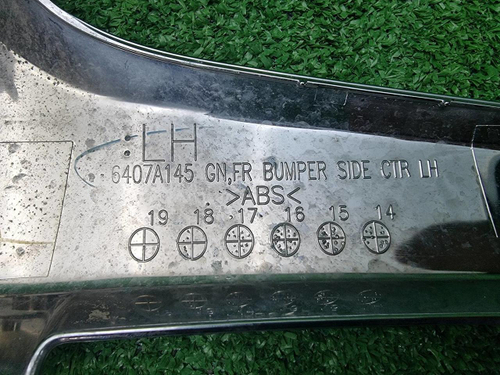 LH
6407A145 GN,FR BUMPER SIDE CTR LH
>ABS<
19 18 17 16 15 14